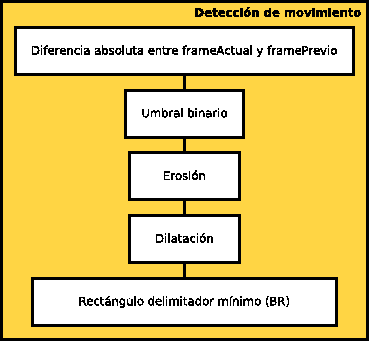 Detección de movimiento
Diferencia absoluta entre frameActual y framePrevio
Umbral binario
Erosión
Dilatación
Rectángulo delimitador mínimo (BR)